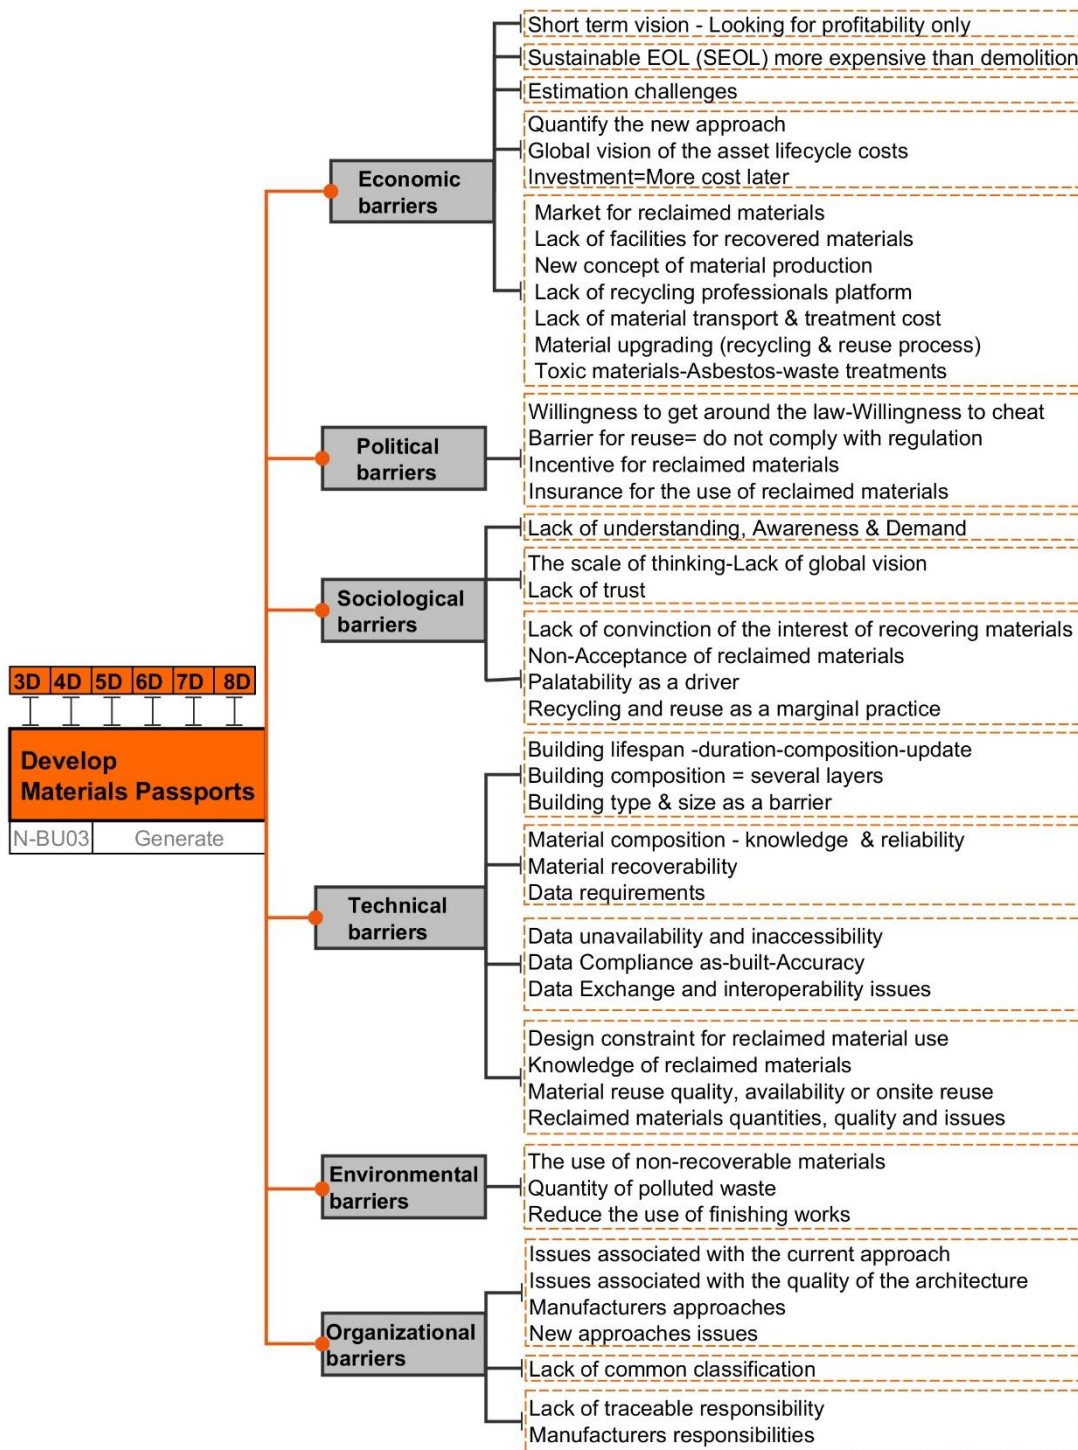 3D 4D 5D 6D 7D 8D
Develop
Materials Passports
N-BU03 Generate
Economic
barriers
Short term vision - Looking for profitability only
Sustainable EOL (SEOL) more expensive than demolition
Estimation challenges
Quantify the new approach
Global vision of the asset lifecycle costs
Investment=More cost later
Market for reclaimed materials
Lack of facilities for recovered materials
New concept of material production
Lack of recycling professionals platform
Lack of material transport & treatment cost
Material upgrading (recycling & reuse process)
Toxic materials-Asbestos-waste treatments
Political
barriers
Willingness to get around the law-Willingness to cheat
Barrier for reuse= do not comply with regulation
Incentive for reclaimed materials
Insurance for the use of reclaimed materials
Sociological
barriers
Lack of understanding, Awareness & Demand
The scale of thinking-Lack of global vision
Lack of trust
Lack of convinction of the interest of recovering materials
Non-Acceptance of reclaimed materials
Palatability as a driver
Recycling and reuse as a marginal practice
Technical
barriers
Building lifespan -duration-composition-update
Building composition = several layers
Building type & size as a barrier
Material composition - knowledge & reliability
Material recoverability
Data requirements
Data unavailability and inaccessibility
Data Compliance as-built-Accuracy
Data Exchange and interoperability issues
Design constraint for reclaimed material use
Knowledge of reclaimed materials
Material reuse quality, availability or onsite reuse
Reclaimed materials quantities, quality and issues
Environmental
barriers
The use of non-recoverable materials
Quantity of polluted waste
Reduce the use of finishing works
Organizational
barriers
Issues associated with the current approach
Issues associated with the quality of the architecture
Manufacturers approaches
New approaches issues
Lack of common classification
Lack of traceable responsibility
Manufacturers responsibilities